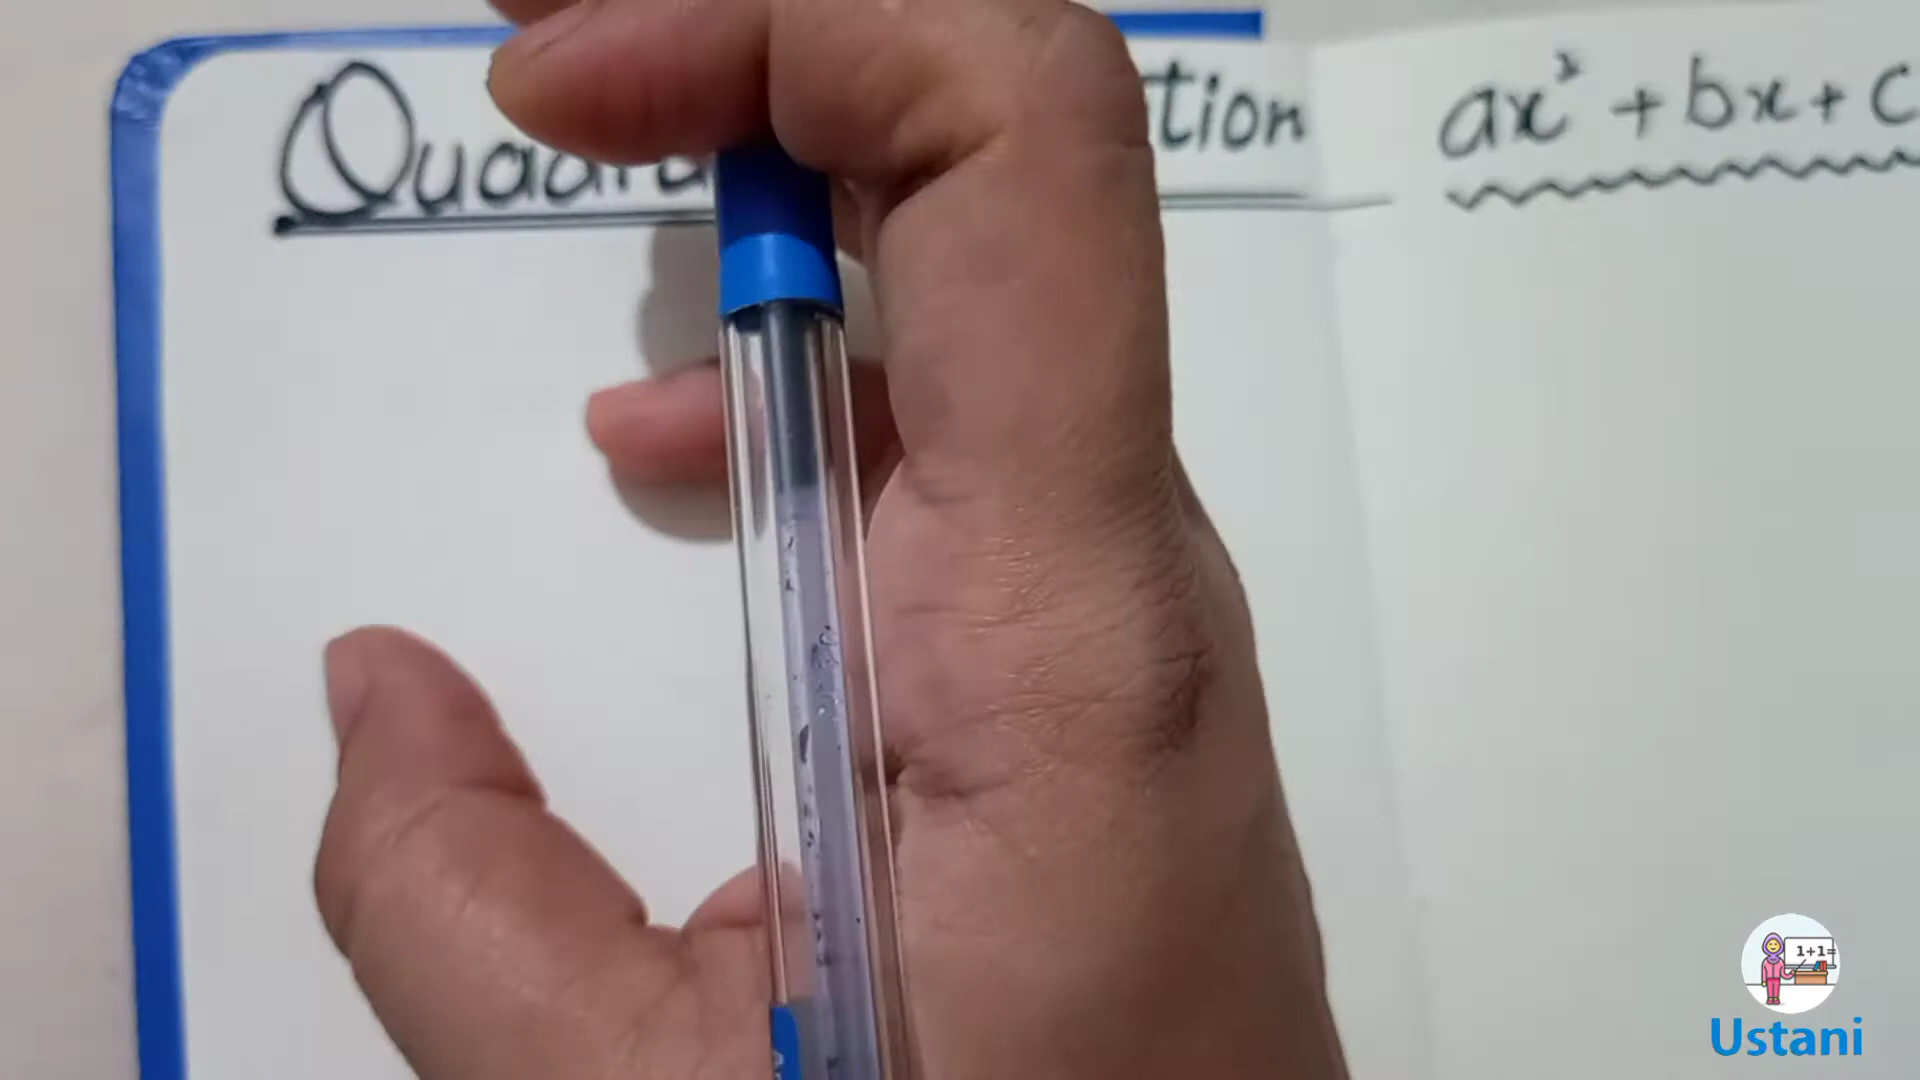 Quadra tion
ax² + bx + c
1+1=
Ustani